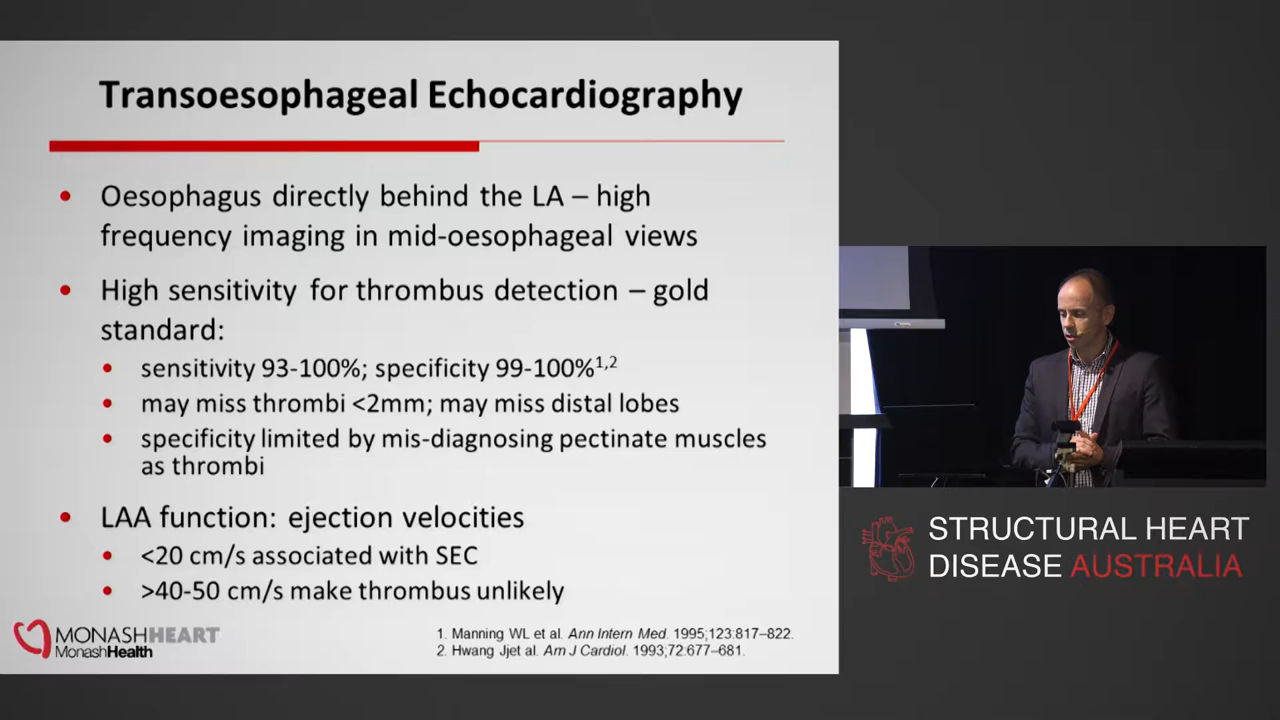 Transoesophageal Echocardiography
• Oesophagus directly behind the LA – high
frequency imaging in mid-oesophageal views
• High sensitivity for thrombus detection – gold
standard:
• sensitivity 93-100%; specificity 99-100%1,2
• may miss thrombi <2mm; may miss distal lobes
• specificity limited by mis-diagnosing pectinate muscles
as thrombi
• LAA function: ejection velocities
• <20 cm/s associated with SEC
• >40-50 cm/s make thrombus unlikely
MONASHHEART
MonashHealth
1. Manning WL et al. Ann Intern Med. 1995;123:817–822.
2. Hwang Jjet al. Am J Cardiol. 1993;72:677–681.
STRUCTURAL HEART
DISEASE AUSTRALIA